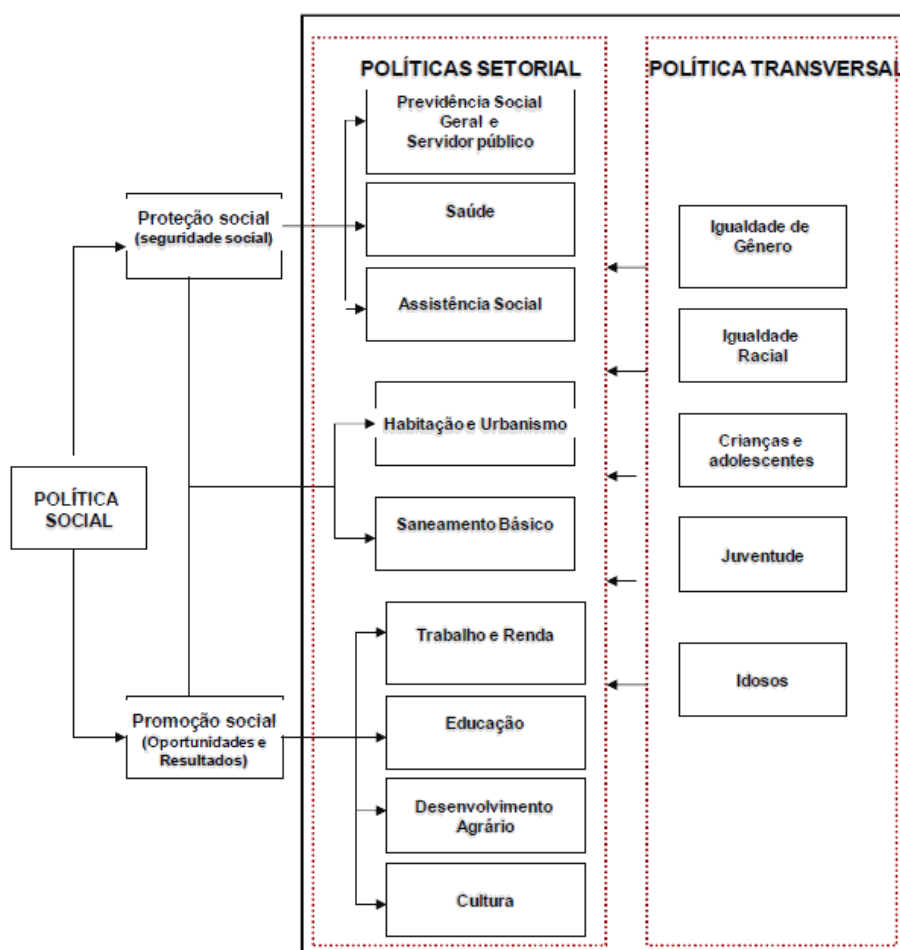 POLÍTICAS SETORIAL
POLÍTICA TRANSVERSAL
Previdência Social
Geral e
Servidor público
Saúde
Assistência Social
Habitação e Urbanismo
Saneamento Básico
Trabalho e Renda
Educação
Desenvolvimento
Agrário
Cultura
Proteção social
(seguridade social)
POLÍTICA
SOCIAL
Promoção social
(Oportunidades e
Resultados)
Igualdade de
Gênero
Igualdade
Racial
Crianças e
adolescentes
Juventude
Idosos